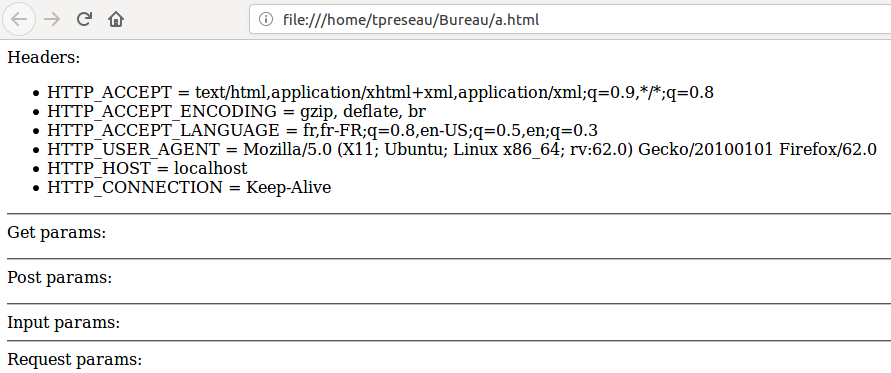 file:///home/tpreseau/Bureau/a.html
Headers:
HTTP_ACCEPT = text/html,application/xhtml+xml,application/xml;q=0.9,*/*;q=0.8
HTTP_ACCEPT_ENCODING = gzip, deflate, br
HTTP_ACCEPT_LANGUAGE = fr,fr-FR;q=0.8,en-US;q=0.5,en;q=0.3
HTTP_USER_AGENT = Mozilla/5.0 (X11; Ubuntu; Linux x86_64; rv:62.0) Gecko/20100101 Firefox/62.0
HTTP_HOST = localhost
HTTP_CONNECTION = Keep-Alive
Get params:
Post params:
Input params:
Request params: